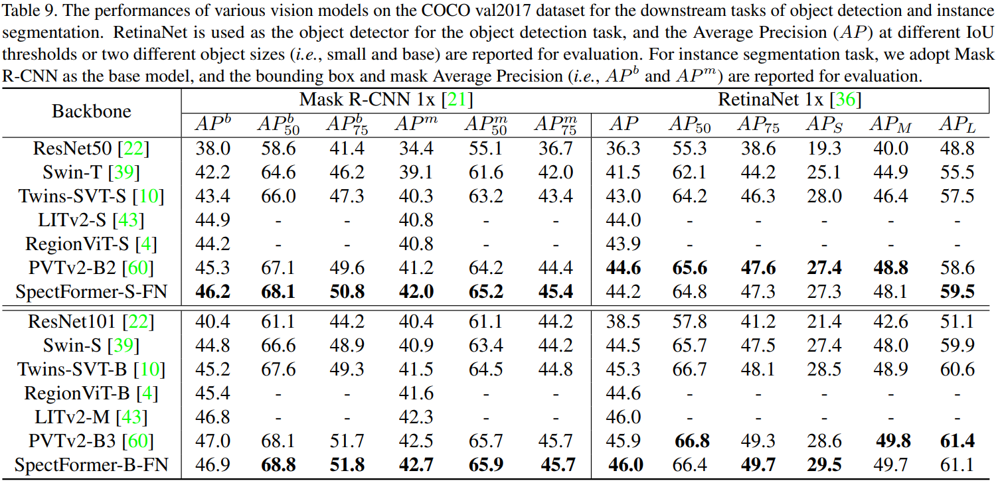 Table 9. The performances of various vision models on the COCO val2017 dataset for the downstream tasks of object detection and instance
segmentation. RetinaNet is used as the object detector for the object detection task, and the Average Precision (AP) at different IoU
thresholds or two different object sizes (i.e., small and base) are reported for evaluation. For instance segmentation task, we adopt Mask
R-CNN as the base model, and the bounding box and mask Average Precision (i.e., AP^b and AP^m) are reported for evaluation.
Backbone Mask R-CNN 1x [21] RetinaNet 1x [36]
AP^b AP^b_50 AP^b_75 AP^m AP^m_50 AP^m_75 AP AP_50 AP_75 AP_S AP_M AP_L
ResNet50 [22] 38.0 58.6 41.4 34.4 55.1 36.7 36.3 55.3 38.6 19.3 40.0 48.8
Swin-T [39] 42.2 64.6 46.2 39.1 61.6 42.0 41.5 62.1 44.2 25.1 44.9 55.5
Twins-SVT-S [10] 43.4 66.0 47.3 40.3 63.2 43.4 43.0 64.2 46.3 28.0 46.4 57.5
LITv2-S [43] 44.9 - - 40.8 - - 44.0 - - - - -
RegionViT-S [4] 44.2 - - 40.8 - - 43.9 - - - - -
PVTv2-B2 [60] 45.3 67.1 49.6 41.2 64.2 44.4 44.6 65.6 47.6 27.4 48.8 58.6
SpectFormer-S-FN 46.2 68.1 50.8 42.0 65.2 45.4 44.2 64.8 47.3 27.3 48.1 59.5
ResNet101 [22] 40.4 61.1 44.2 40.4 61.1 44.2 38.5 57.8 41.2 21.4 42.6 51.1
Swin-S [39] 44.8 66.6 48.9 40.9 63.4 44.2 44.5 65.7 47.5 27.4 48.0 59.9
Twins-SVT-B [10] 45.2 67.6 49.3 41.5 64.5 44.8 45.3 66.7 48.1 28.5 48.9 60.6
RegionViT-B [4] 45.4 - - 41.6 - - 44.6 - - - - -
LITv2-M [43] 46.8 - - 42.3 - - 46.0 - - - - -
PVTv2-B3 [60] 47.0 68.1 51.7 42.5 65.7 45.7 45.9 66.8 49.3 28.6 49.8 61.4
SpectFormer-B-FN 46.9 68.8 51.8 42.7 65.9 45.7 46.0 66.4 49.7 29.5 49.7 61.1